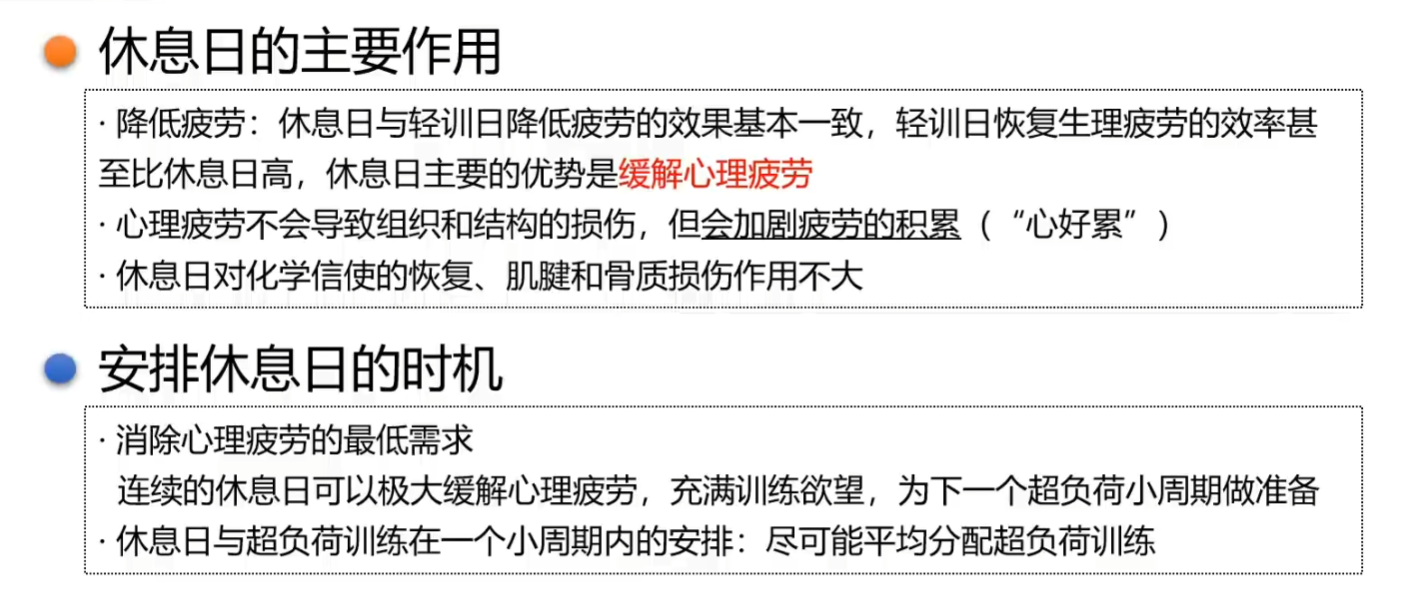 休息日的主要作用
· 降低疲劳：休息日与轻训日降低疲劳的效果基本一致，轻训日恢复生理疲劳的效率甚
至比休息日高，休息日主要的优势是缓解心理疲劳
· 心理疲劳不会导致组织和结构的损伤，但会加剧疲劳的积累（“心好累”）
· 休息日对化学信使的恢复、肌腱和骨质损伤作用不大
安排休息日的时机
· 消除心理疲劳的最低需求
连续的休息日可以极大缓解心理疲劳，充满训练欲望，为下一个超负荷小周期做准备
· 休息日与超负荷训练在一个小周期内的安排：尽可能平均分配超负荷训练